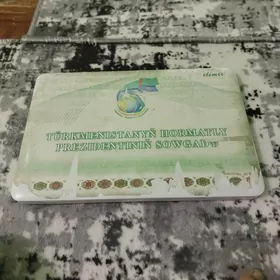 TÜRKMENISTANYŇ HORMATLY
PREZIDENTINIŇ SOWGADY